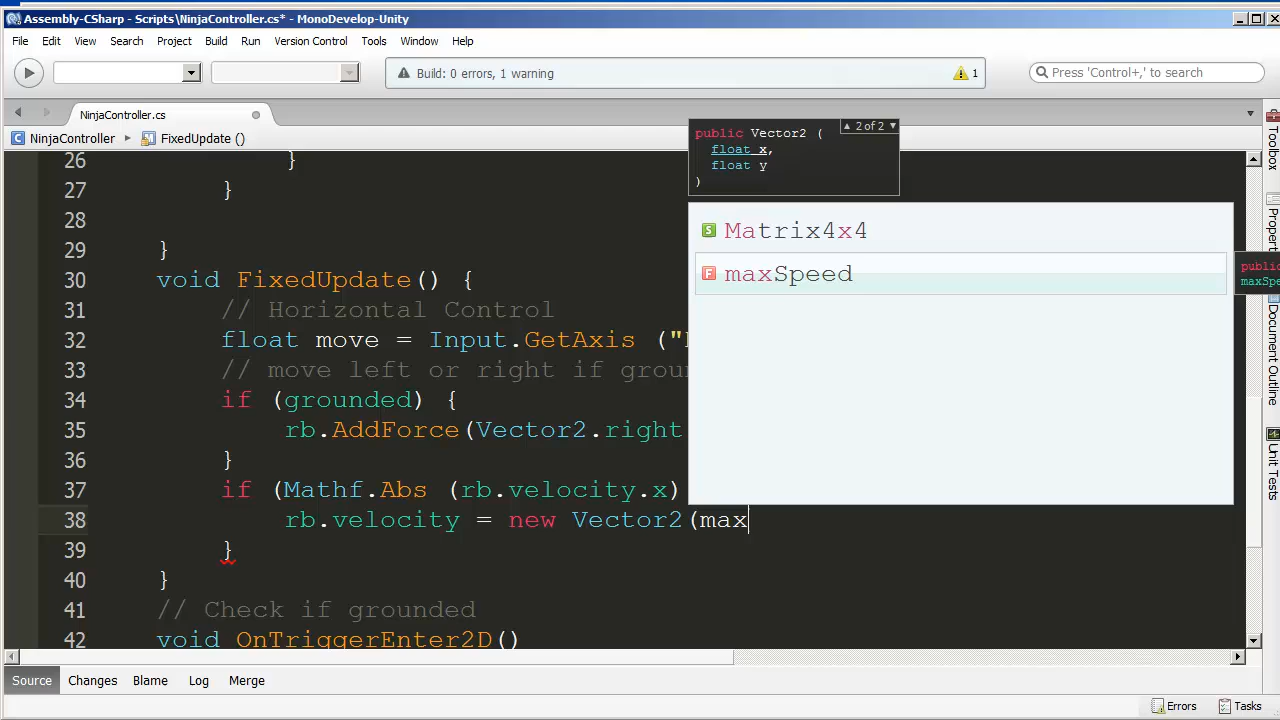 Assembly-CSharp - Scripts\NinjaController.cs* - MonoDevelop-Unity
File Edit View Search Project Build Run Version Control Tools Window Help
Build: 0 errors, 1 warning 1
Press 'Control+,' to search
NinjaController.cs
NinjaController FixedUpdate ()
26 }
27 }
28
29 }
30 void FixedUpdate() {
31 // Horizontal Control
32 float move = Input.GetAxis ("
33 // move left or right if grou
34 if (grounded) {
35 rb.AddForce(Vector2.right
36 }
37 if (Mathf.Abs (rb.velocity.x)
38 rb.velocity = new Vector2(max
39 }
40 }
41 // Check if grounded
42 void OnTriggerEnter2D()
2 of 2
public Vector2 (
float x,
float y
)
Matrix4x4
maxSpeed
public
maxSpe
Toolbox
Propert
Document Outline
Unit Tests
Source Changes Blame Log Merge
Errors Tasks